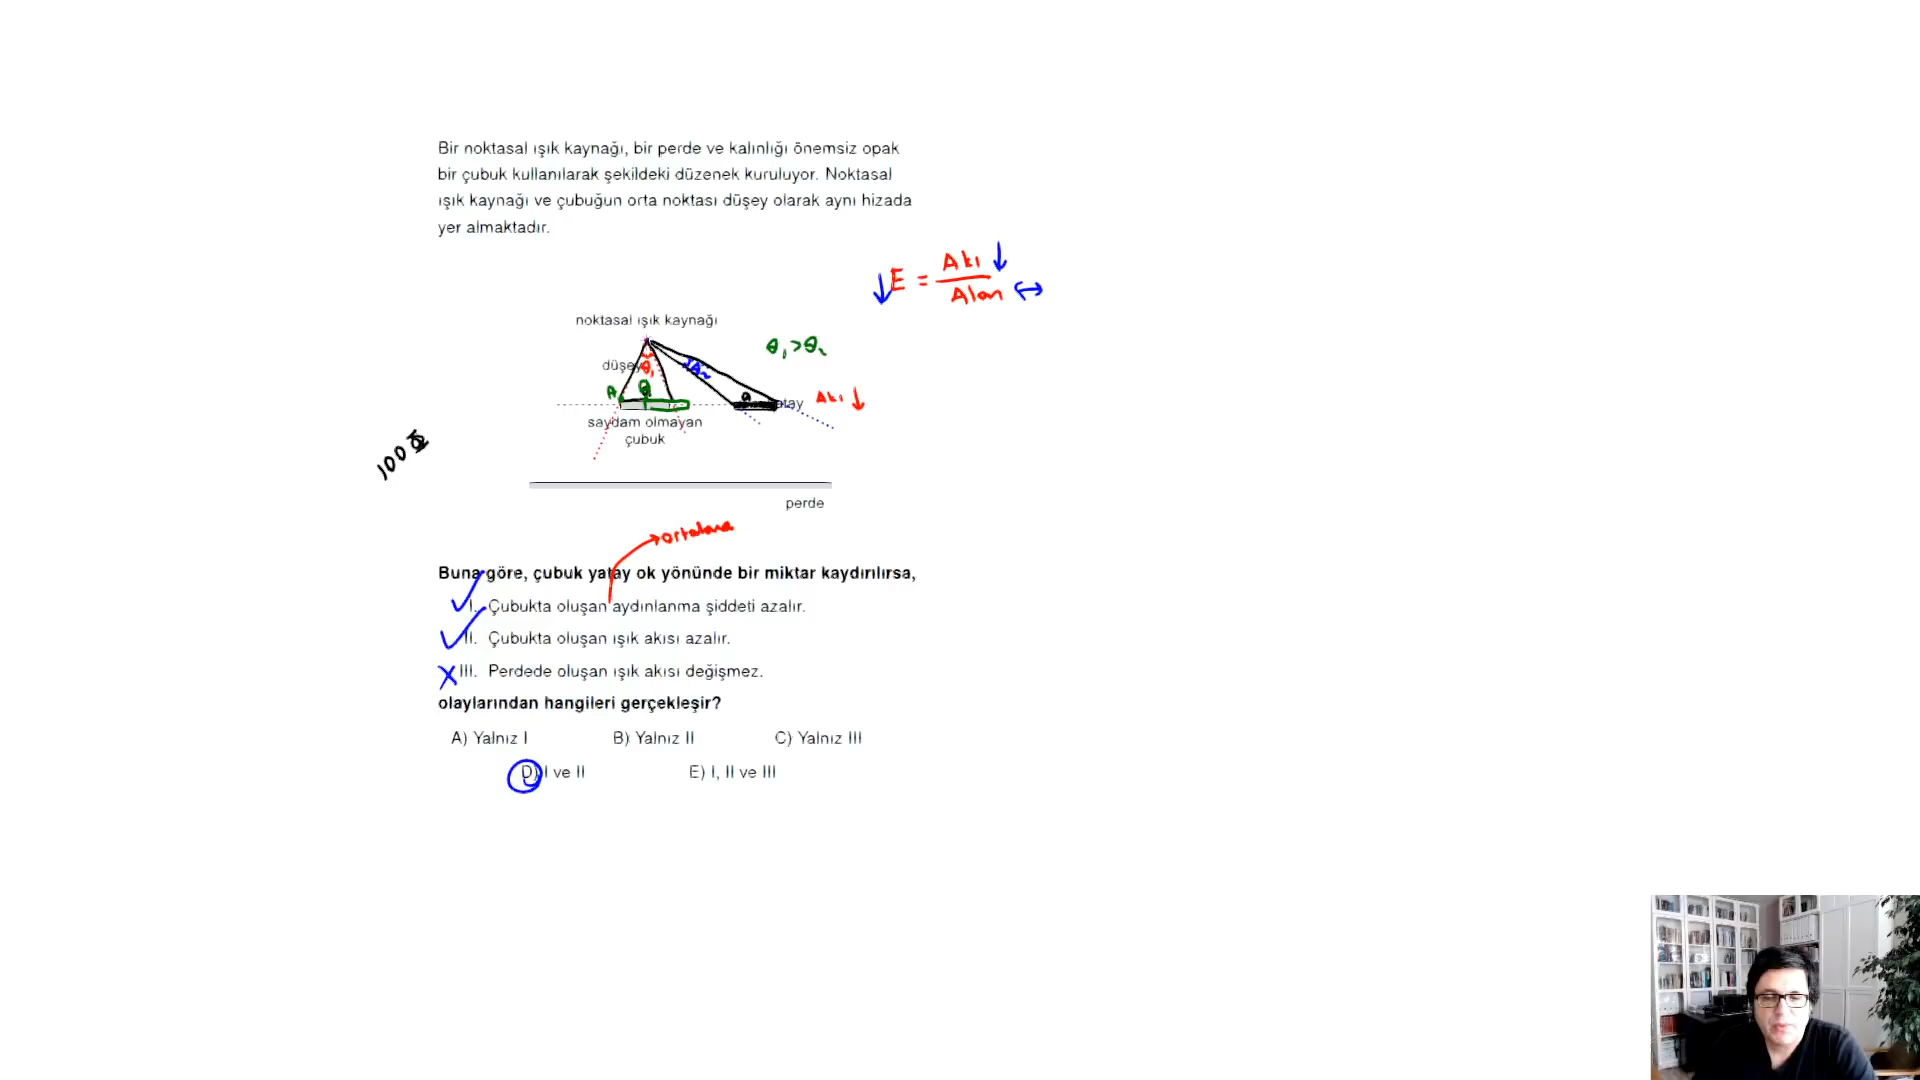 Bir noktasal ışık kaynağı, bir perde ve kalınlığı önemsiz opak
bir çubuk kullanılarak şekildeki düzenek kuruluyor. Noktasal
ışık kaynağı ve çubuğun orta noktası düşey olarak aynı hizada
yer almaktadır.
↓E = Akı↓ / Alan ↔
noktasal ışık kaynağı
θ₁ > θ₂
düşey
θ₁
θ₂
A
yatay
Akı ↓
saydam olmayan
çubuk
100
perde
ortalama
Buna göre, çubuk yatay ok yönünde bir miktar kaydırılırsa,
I. Çubukta oluşan aydınlanma şiddeti azalır.
II. Çubukta oluşan ışık akısı azalır.
X III. Perdede oluşan ışık akısı değişmez.
olaylarından hangileri gerçekleşir?
A) Yalnız I B) Yalnız II C) Yalnız III
D) I ve II E) I, II ve III